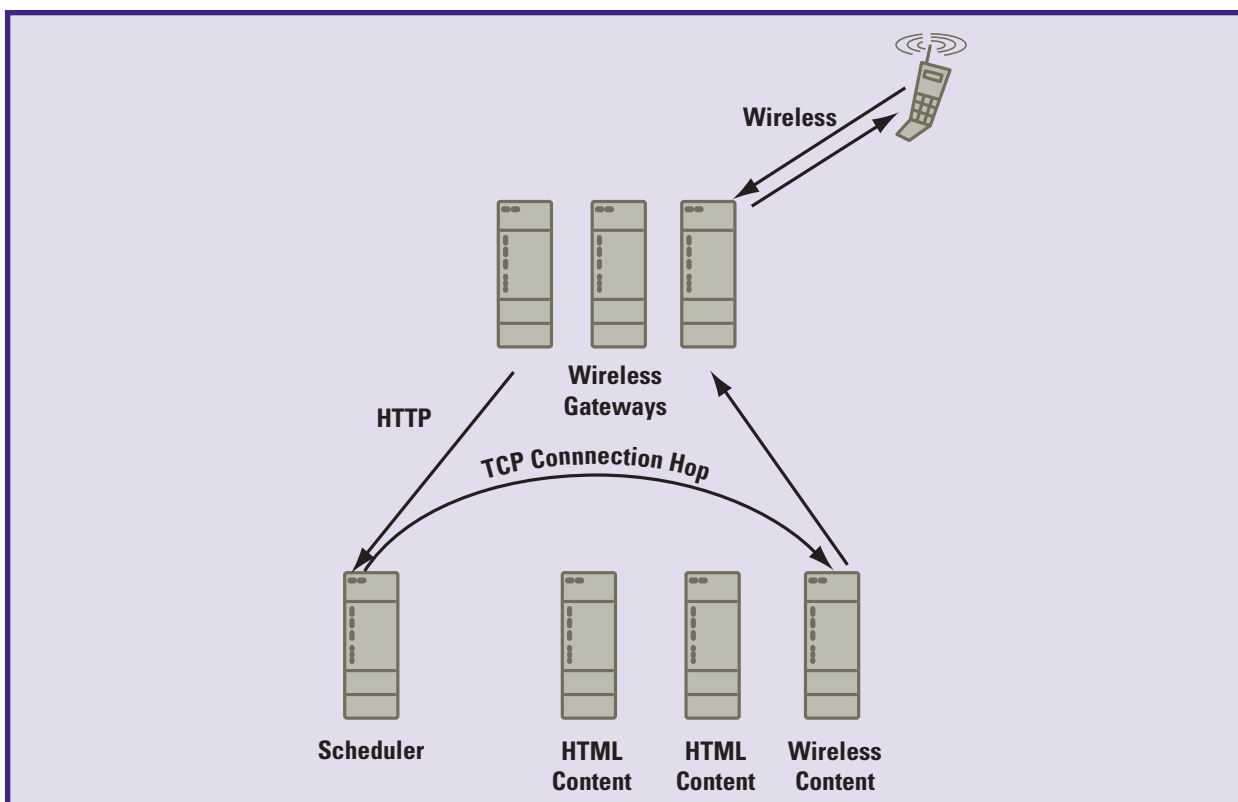 Wireless
Wireless
Gateways
HTTP
TCP Connnection Hop
Scheduler
HTML
Content
HTML
Content
Wireless
Content